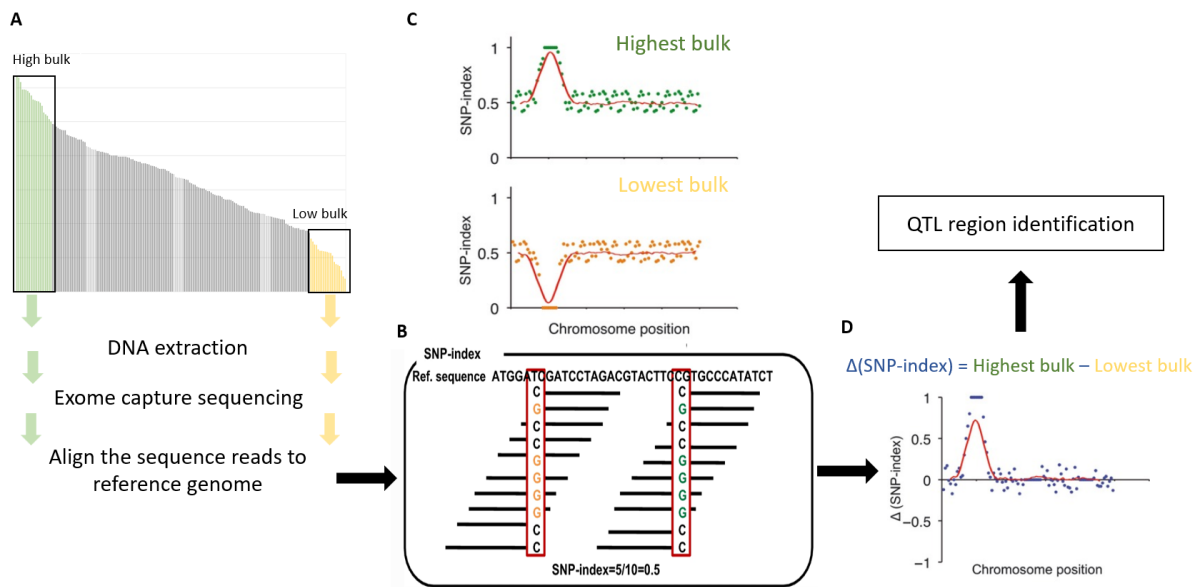 A
High bulk
Low bulk
DNA extraction
Exome capture sequencing
Align the sequence reads to
reference genome
B
SNP-index
Ref. sequence ATGGATCGATCCTAGACGTACTTCCGTGCCCATATCT
C C
G G
C C
C C
G G
G G
G G
G G
C C
C C
SNP-index=5/10=0.5
C
Highest bulk
SNP-index
1
0.5
0
Lowest bulk
SNP-index
1
0.5
0
Chromosome position
D
Δ(SNP-index) = Highest bulk – Lowest bulk
Δ (SNP-index)
1
0.5
0
−0.5
−1
Chromosome position
QTL region identification